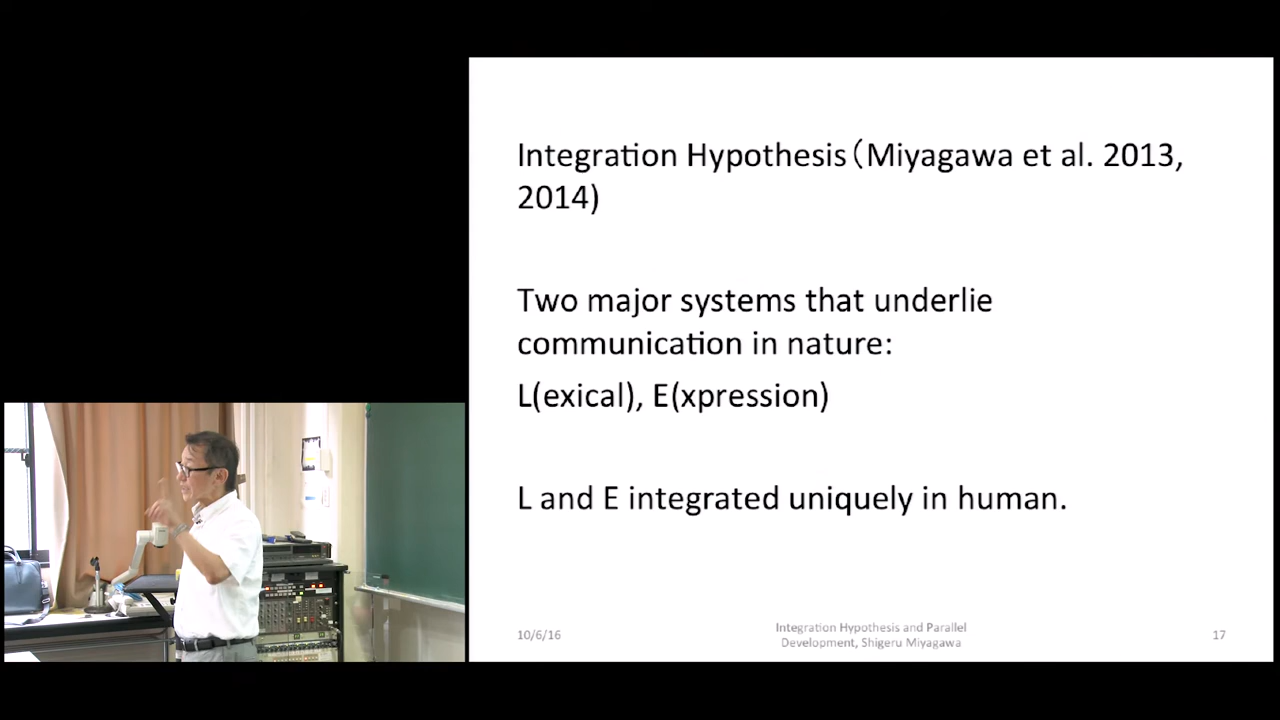 Integration Hypothesis（Miyagawa et al. 2013,
2014)
Two major systems that underlie
communication in nature:
L(exical), E(xpression)
L and E integrated uniquely in human.
10/6/16
Integration Hypothesis and Parallel
Development, Shigeru Miyagawa
17